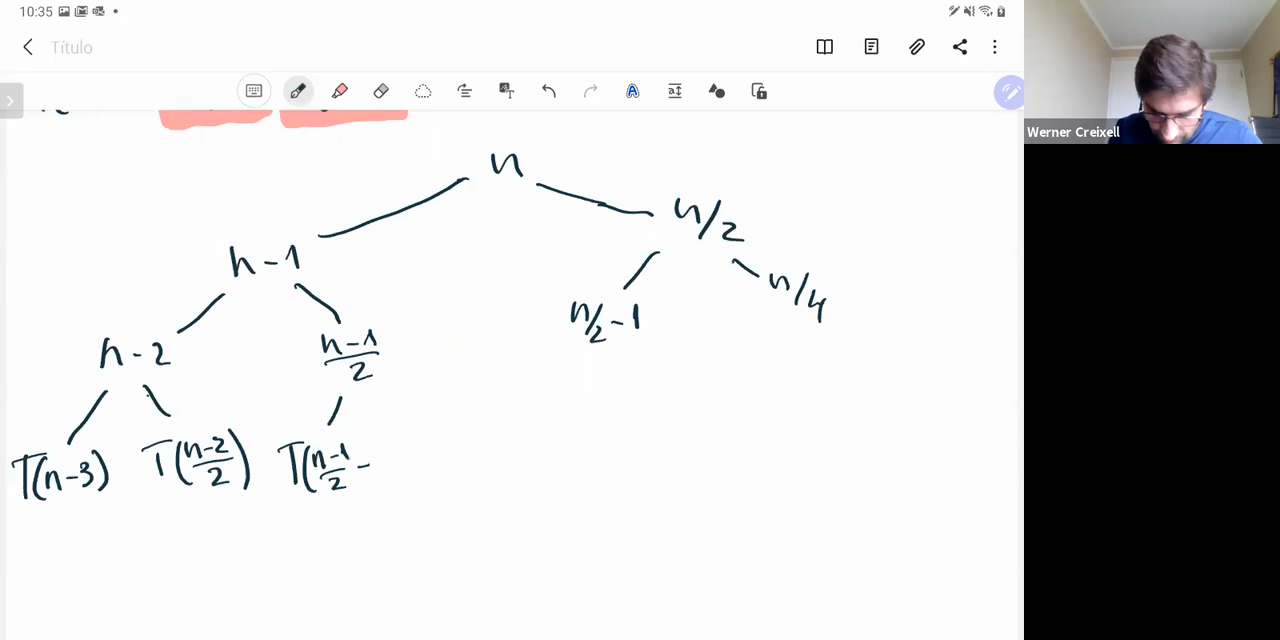 10:35
Título
Werner Creixell
n
n-1
n/2
n-2
n-1/2
n/2-1
n/4
T(n-3)
T(n-2/2)
T(n-1/2 -